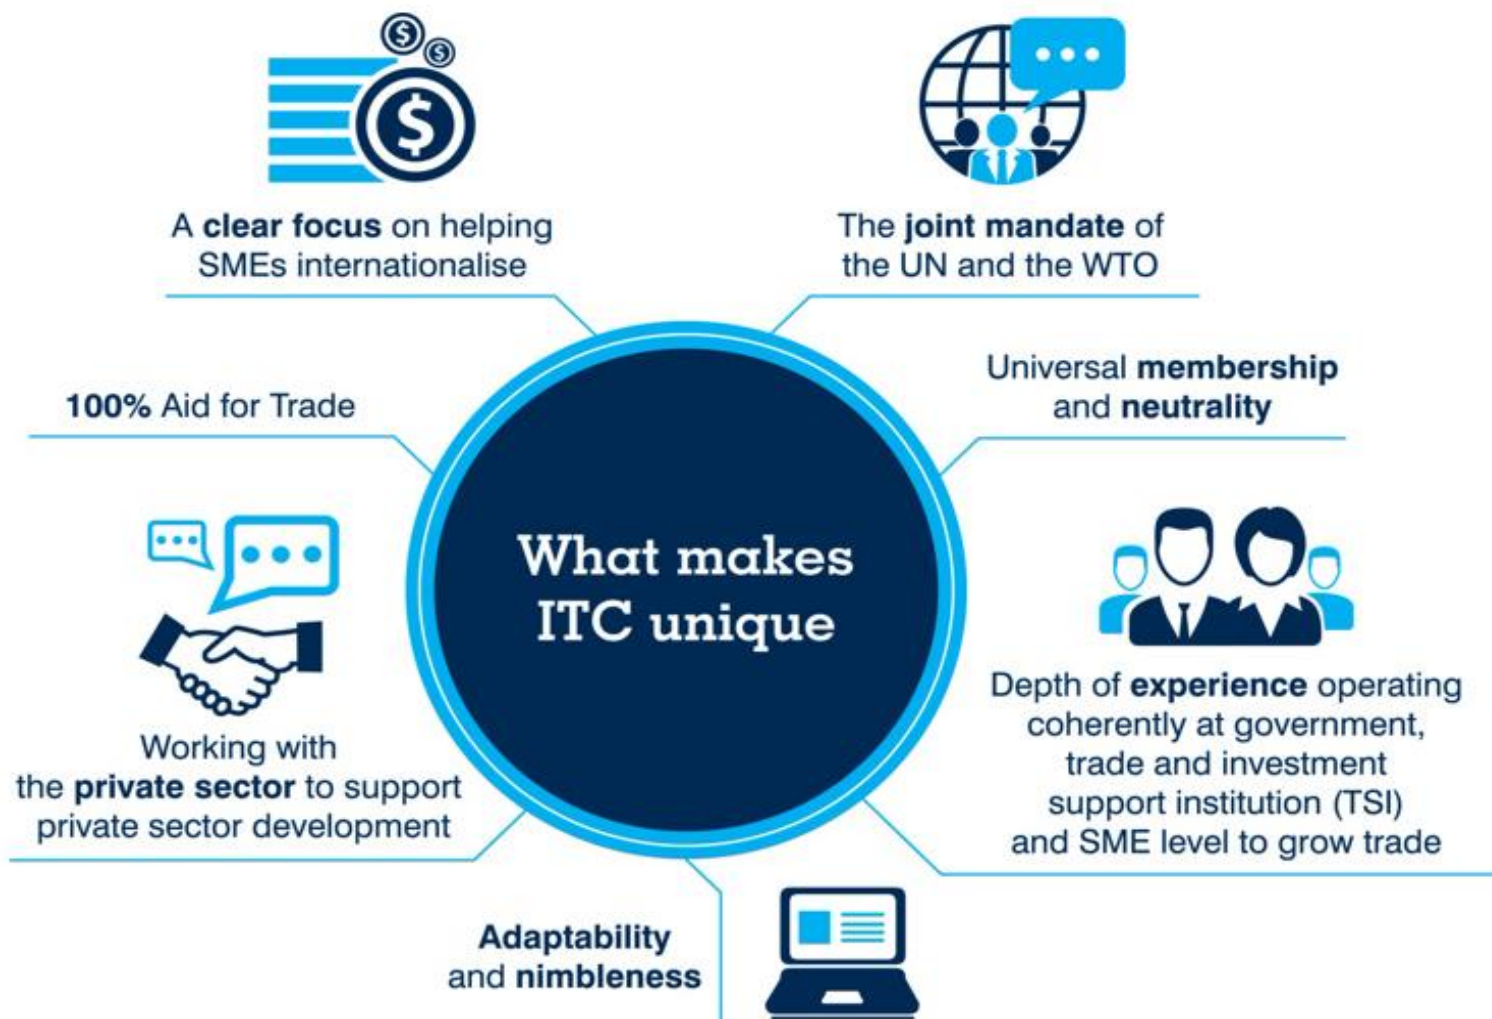 A clear focus on helping
SMEs internationalise
The joint mandate of
the UN and the WTO
100% Aid for Trade
Universal membership
and neutrality
What makes
ITC unique
Working with
the private sector to support
private sector development
Depth of experience operating
coherently at government,
trade and investment
support institution (TSI)
and SME level to grow trade
Adaptability
and nimbleness